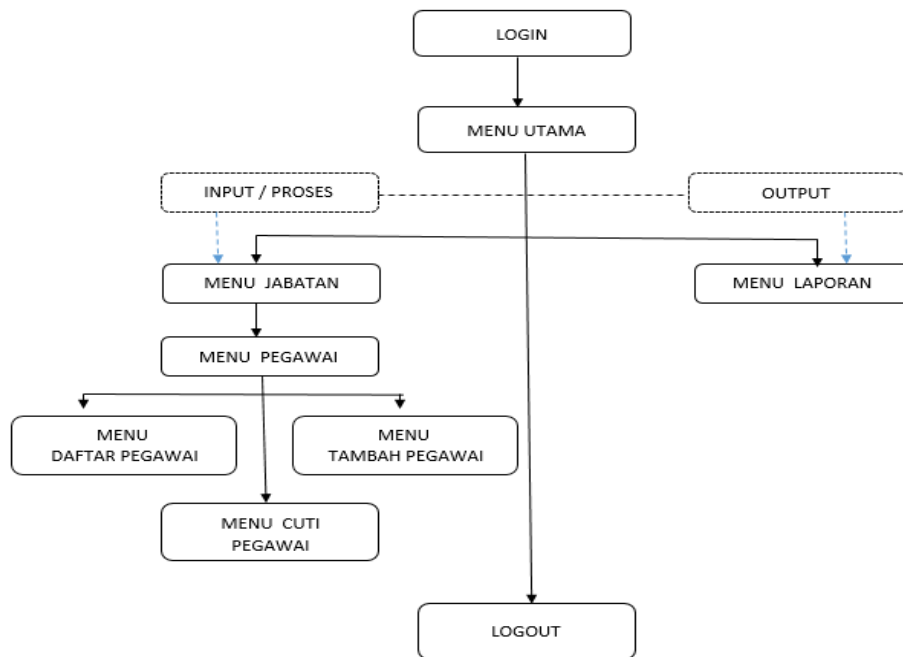 LOGIN
MENU UTAMA
INPUT / PROSES
OUTPUT
MENU JABATAN
MENU LAPORAN
MENU PEGAWAI
MENU
DAFTAR PEGAWAI
MENU
TAMBAH PEGAWAI
MENU CUTI
PEGAWAI
LOGOUT